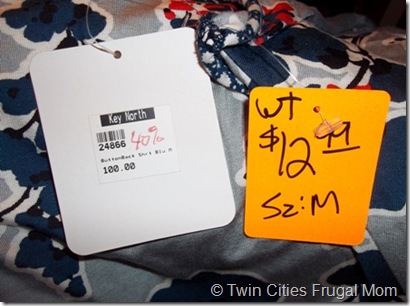 Key North
24866 40%
ButtonBack Shrt Blu M
100.00
WT
$12.99
Sz:M
© Twin Cities Frugal Mom